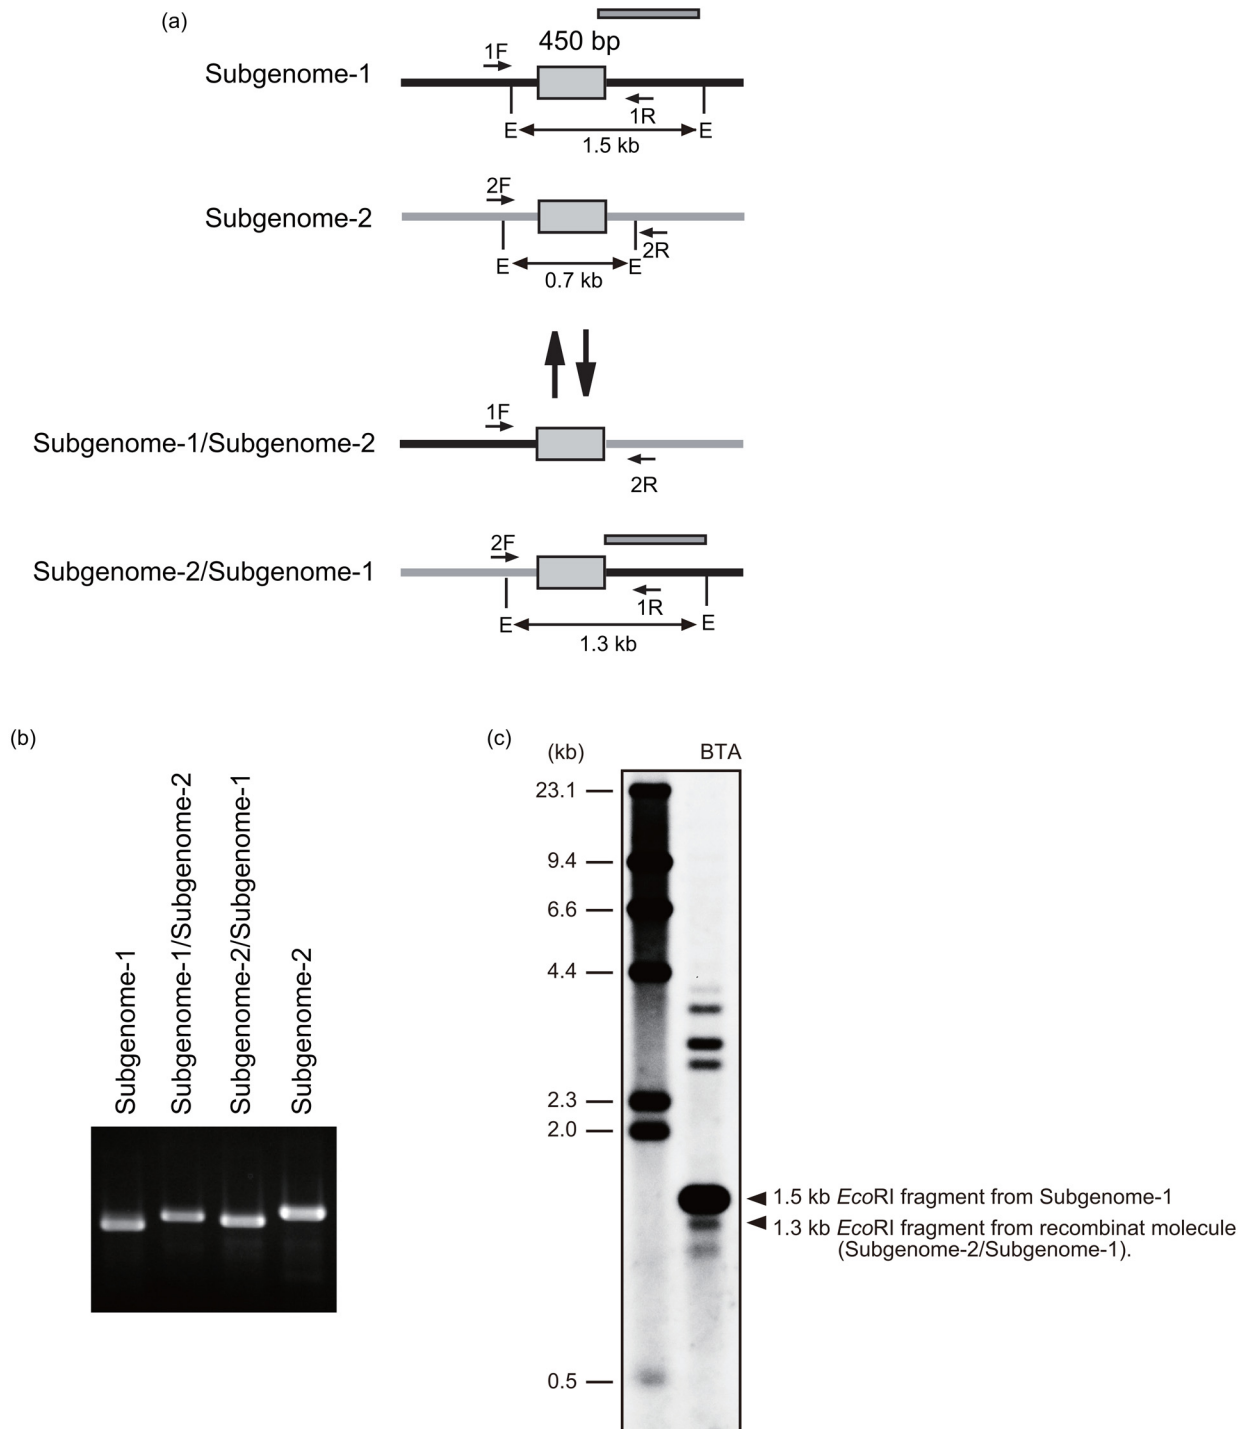 (a)
450 bp
1F
Subgenome-1
1R
E
E
1.5 kb
2F
Subgenome-2
2R
E
E
0.7 kb
1F
Subgenome-1/Subgenome-2
2R
2F
Subgenome-2/Subgenome-1
1R
E
E
1.3 kb
(b)
Subgenome-1
Subgenome-1/Subgenome-2
Subgenome-2/Subgenome-1
Subgenome-2
(c)
(kb)
BTA
23.1
9.4
6.6
4.4
2.3
2.0
1.5 kb EcoRI fragment from Subgenome-1
1.3 kb EcoRI fragment from recombinat molecule
(Subgenome-2/Subgenome-1).
0.5